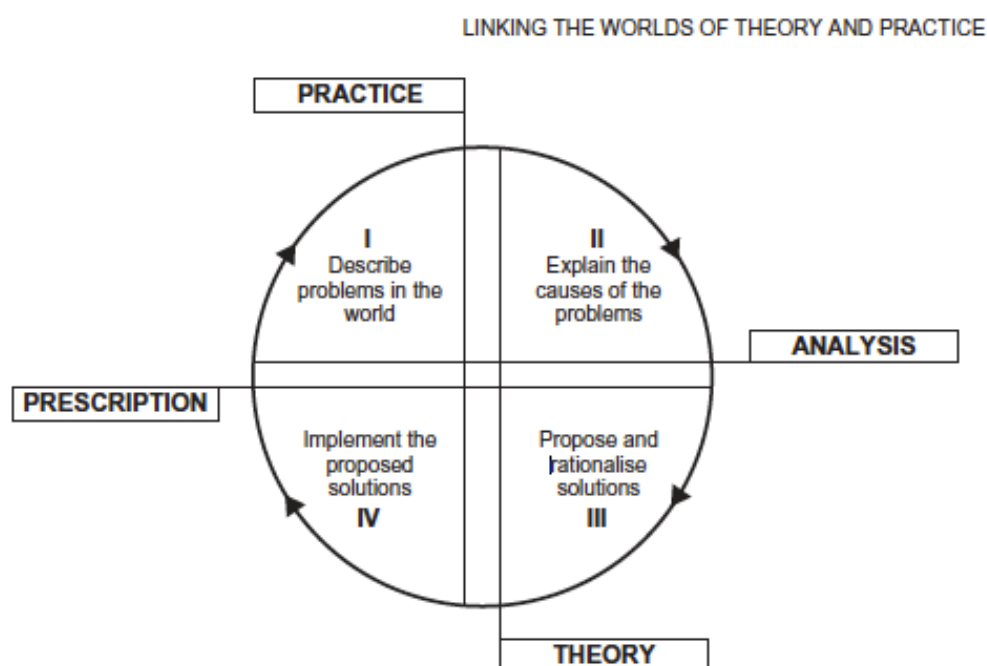 LINKING THE WORLDS OF THEORY AND PRACTICE
PRACTICE
I
Describe
problems in the
world
II
Explain the
causes of the
problems
ANALYSIS
PRESCRIPTION
Implement the
proposed
solutions
IV
Propose and
rationalise
solutions
III
THEORY